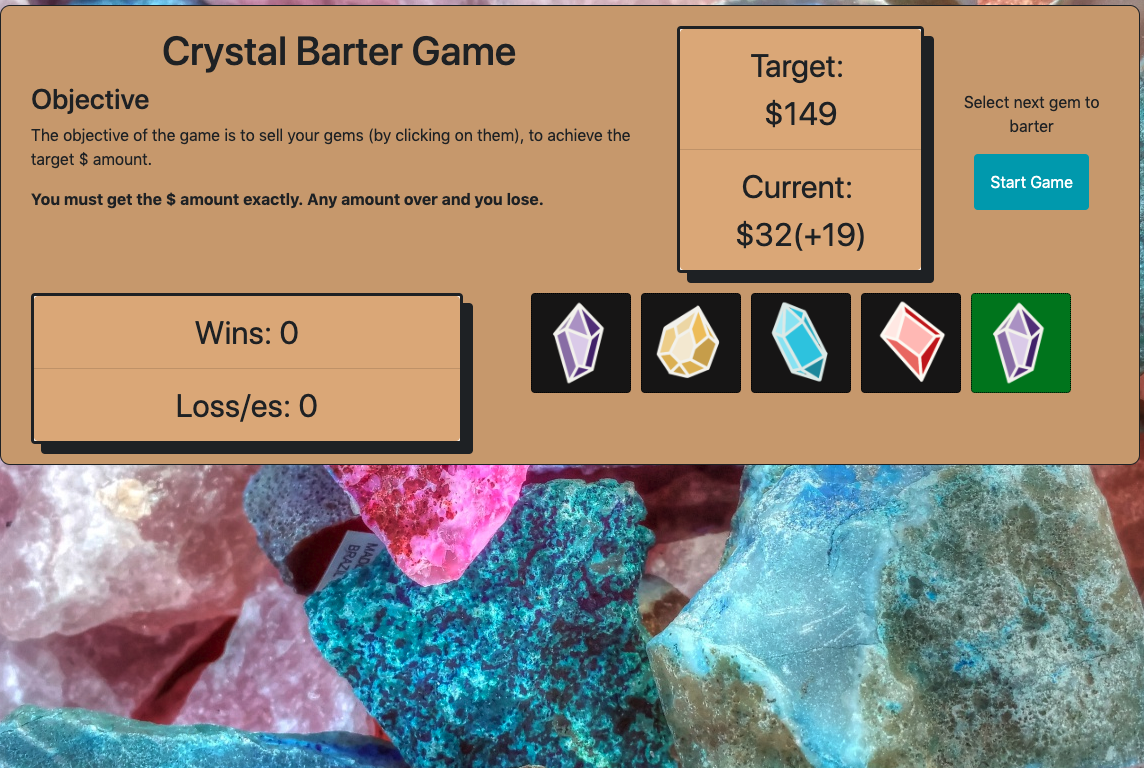 Crystal Barter Game
Objective
The objective of the game is to sell your gems (by clicking on them), to achieve the
target $ amount.
You must get the $ amount exactly. Any amount over and you lose.
Target:
$149
Current:
$32(+19)
Select next gem to
barter
Start Game
Wins: 0
Loss/es: 0